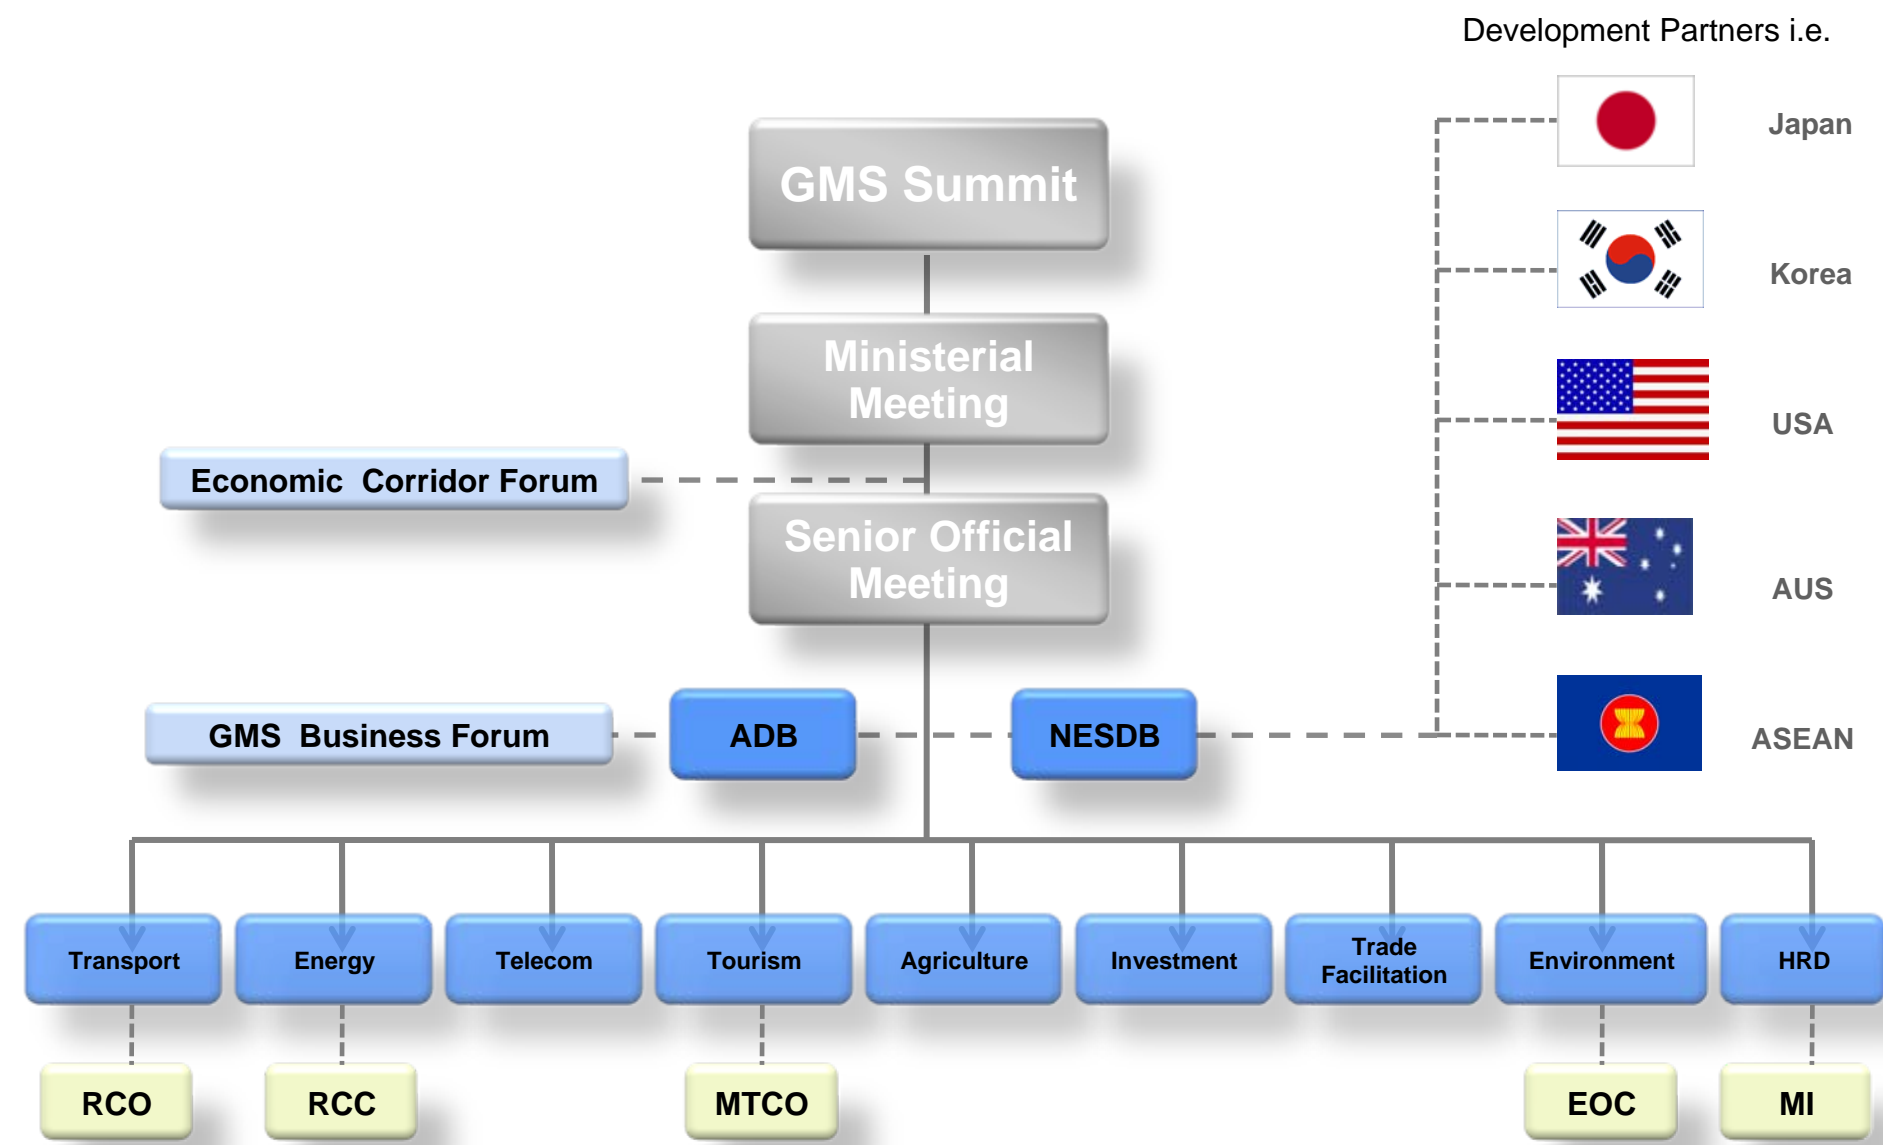 Development Partners i.e.
Japan
GMS Summit
Korea
Ministerial
Meeting
USA
Economic Corridor Forum
Senior Official
Meeting
AUS
GMS Business Forum
ADB
NESDB
ASEAN
Transport
Energy
Telecom
Tourism
Agriculture
Investment
Trade
Facilitation
Environment
HRD
RCO
RCC
MTCO
EOC
MI